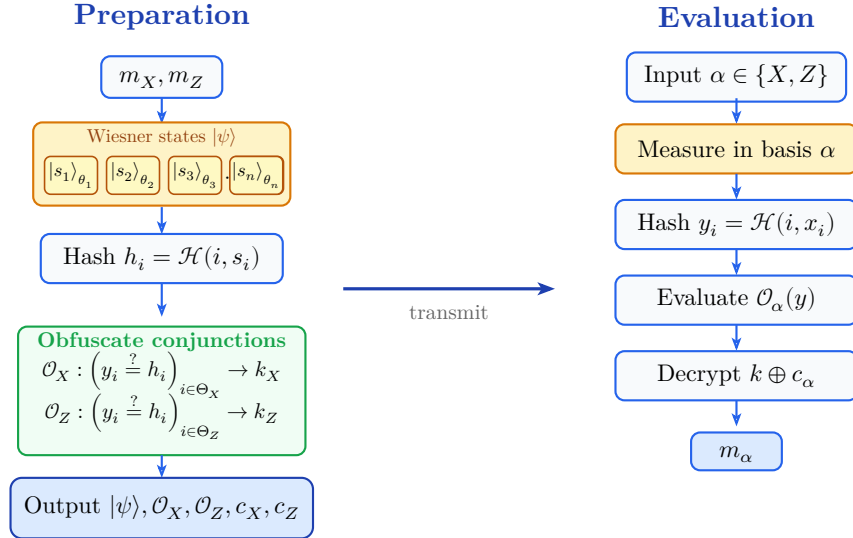 Preparation
m_X, m_Z
Wiesner states |ψ⟩
|s_1⟩_{θ_1} |s_2⟩_{θ_2} |s_3⟩_{θ_3} . |s_n⟩_{θ_n}
Hash h_i = ℋ(i, s_i)
Obfuscate conjunctions
𝒪_X : (y_i ≟ h_i)_{i∈Θ_X} → k_X
𝒪_Z : (y_i ≟ h_i)_{i∈Θ_Z} → k_Z
Output |ψ⟩, 𝒪_X, 𝒪_Z, c_X, c_Z
transmit
Evaluation
Input α ∈ {X, Z}
Measure in basis α
Hash y_i = ℋ(i, x_i)
Evaluate 𝒪_α(y)
Decrypt k ⊕ c_α
m_α